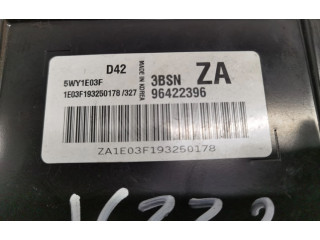 D42
5WY1E03F
1E03F193250178 /327
MADE IN KOREA
3BSN ZA
96422396
ZA1E03F193250178